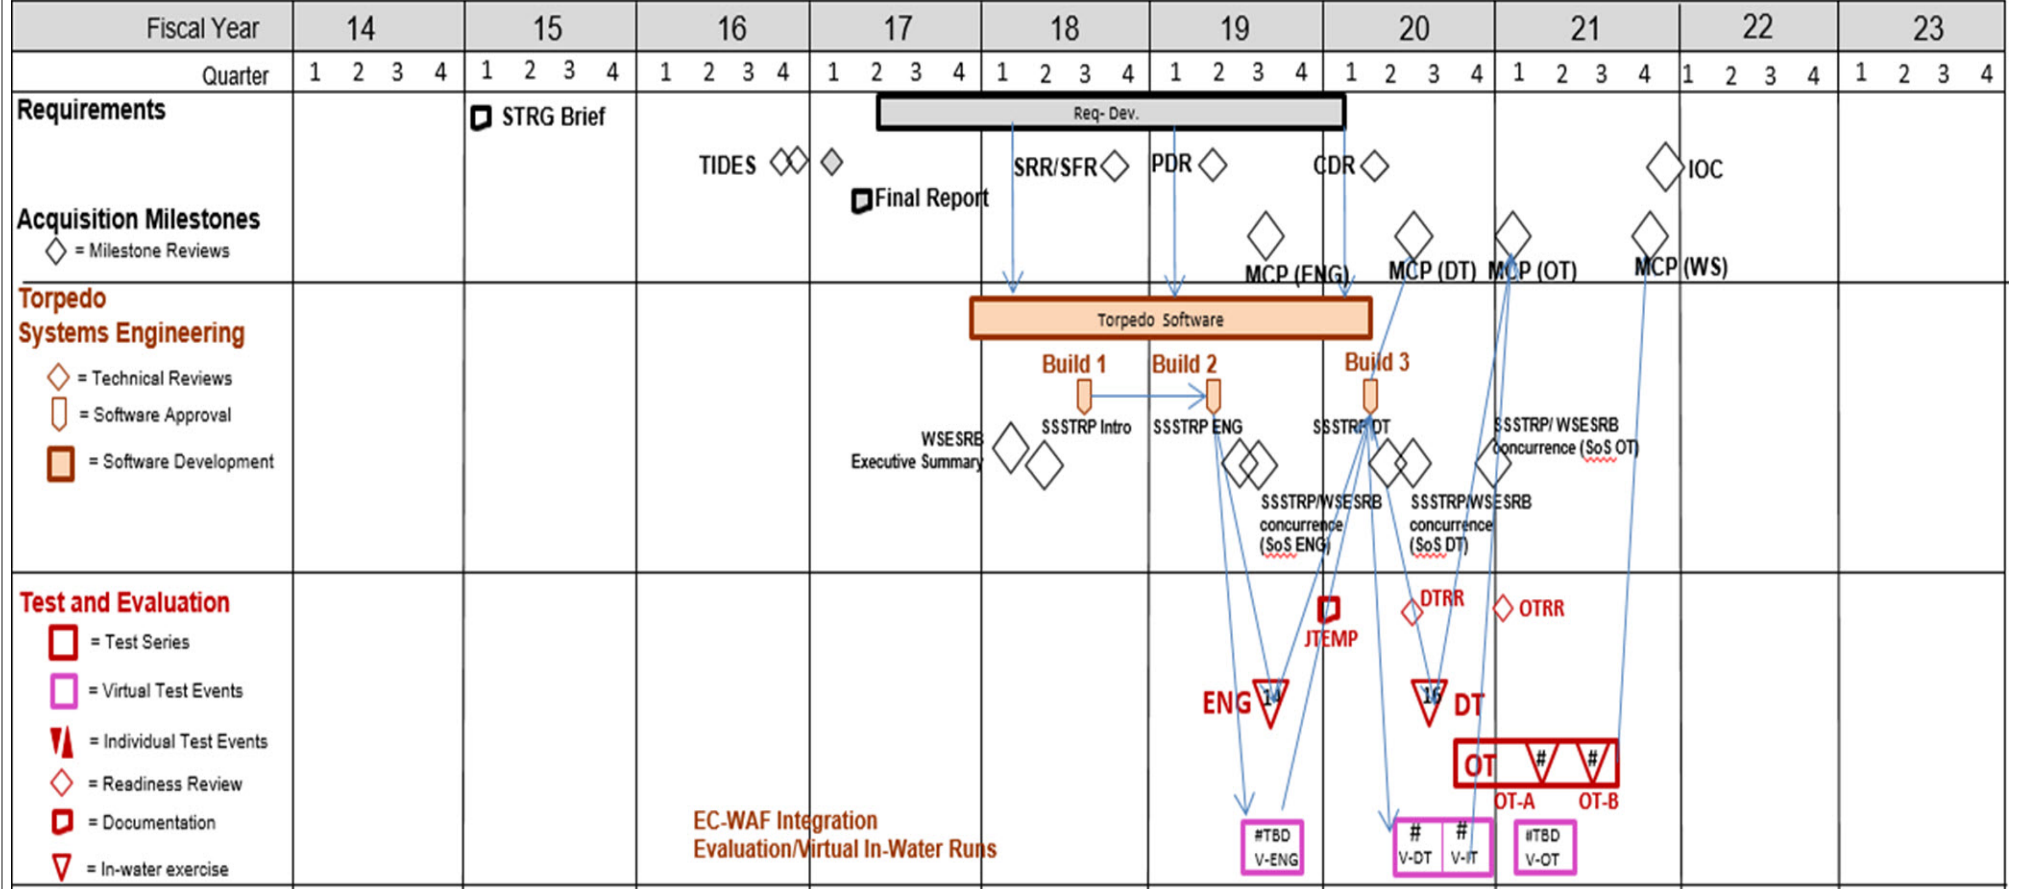 Fiscal Year 14 15 16 17 18 19 20 21 22 23
Quarter 1 2 3 4 1 2 3 4 1 2 3 4 1 2 3 4 1 2 3 4 1 2 3 4 1 2 3 4 1 2 3 4 1 2 3 4 1 2 3 4
Requirements
STRG Brief
Req- Dev.
TIDES
SRR/SFR
PDR
CDR
IOC
Final Report
Acquisition Milestones
= Milestone Reviews
MCP (ENG)
MCP (DT)
MCP (OT)
MCP (WS)
Torpedo
Systems Engineering
Torpedo Software
Build 1
Build 2
Build 3
= Technical Reviews
= Software Approval
= Software Development
SSSTRP Intro
SSSTRP ENG
SSSTRP DT
SSSTRP/ WSESRB
concurrence (SoS OT)
WSESRB
Executive Summary
SSSTRP/WSESRB
concurrence
(SoS ENG)
SSSTRP/WSESRB
concurrence
(SoS DT)
Test and Evaluation
= Test Series
= Virtual Test Events
= Individual Test Events
= Readiness Review
= Documentation
= In-water exercise
JTEMP
DTRR
OTRR
ENG 14
16 DT
OT # #
OT-A OT-B
EC-WAF Integration
Evaluation/Virtual In-Water Runs
#TBD
V-ENG
# #
V-DT V-IT
#TBD
V-OT